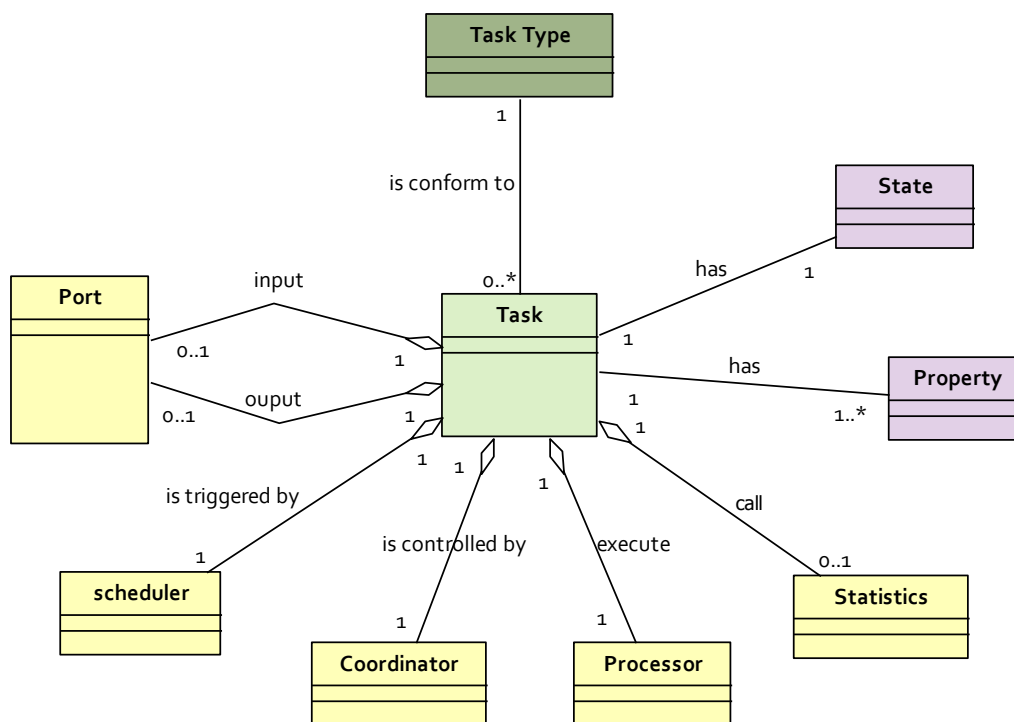 Task Type
1
is conform to
State
has
1
0..*
input
Port
Task
0..1
1
1
has
Property
ouput
0..1
1
1
1
1..*
1
1
1
1
is triggered by
call
is controlled by
execute
1
0..1
scheduler
Statistics
1
1
Coordinator
Processor